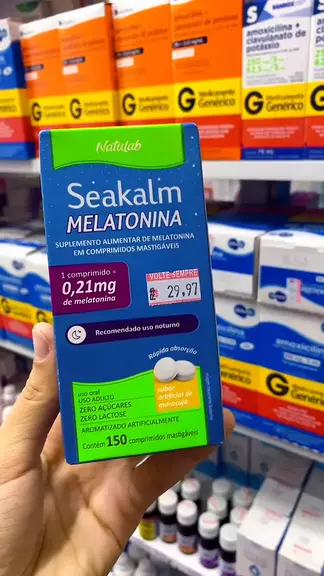 amoxicilina +
clavulanato de
potássio
G Medicamento
Genérico
G Medicamento
Genérico
G Medicamento
Genérico
Natulab
Seakalm
MELATONINA
SUPLEMENTO ALIMENTAR DE MELATONINA
EM COMPRIMIDOS MASTIGÁVEIS
1 comprimido =
0,21mg
de melatonina
VOLTE SEMPRE
29,97
Recomendado uso noturno
Rápida absorção
sabor
artificial de
maracujá
uso oral
USO ADULTO
ZERO AÇÚCARES
ZERO LACTOSE
AROMATIZADO ARTIFICIALMENTE
Contém 150 comprimidos mastigáveis
G Medicamento
Genérico